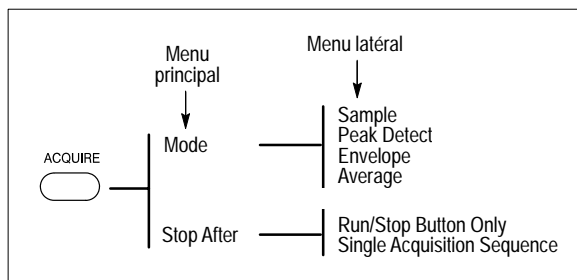 Menu
principal
Menu latéral
ACQUIRE
Mode
Sample
Peak Detect
Envelope
Average
Stop After
Run/Stop Button Only
Single Acquisition Sequence